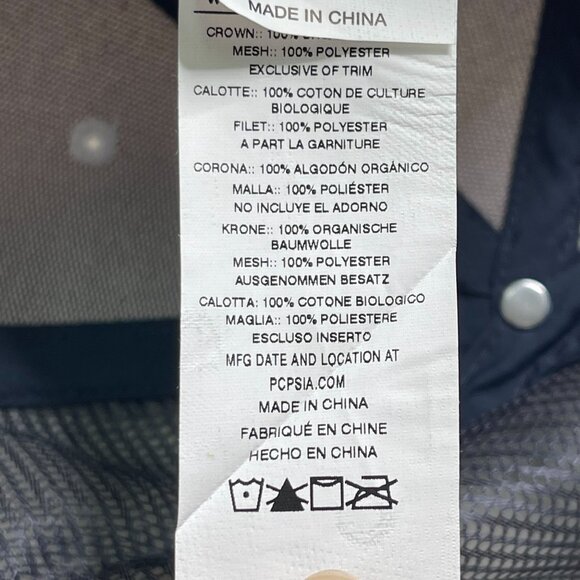 MADE IN CHINA
CROWN:: 100%
MESH:: 100% POLYESTER
EXCLUSIVE OF TRIM
CALOTTE:: 100% COTON DE CULTURE
BIOLOGIQUE
FILET:: 100% POLYESTER
A PART LA GARNITURE
CORONA:: 100% ALGODÓN ORGÁNICO
MALLA:: 100% POLIÉSTER
NO INCLUYE EL ADORNO
KRONE:: 100% ORGANISCHE
BAUMWOLLE
MESH:: 100% POLYESTER
AUSGENOMMEN BESATZ
CALOTTA: 100% COTONE BIOLOGICO
MAGLIA:: 100% POLIESTERE
ESCLUSO INSERTO
MFG DATE AND LOCATION AT
PCPSIA.COM
MADE IN CHINA
FABRIQUÉ EN CHINE
HECHO EN CHINA